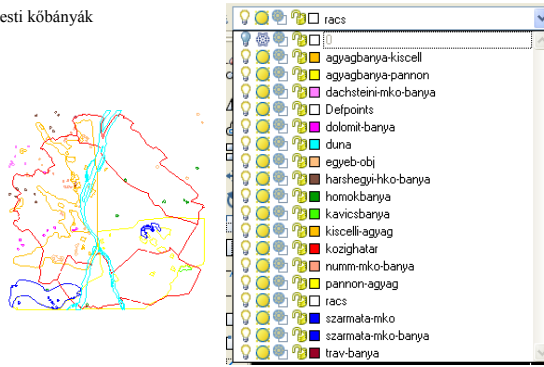 esti kőbányák
racs
0
agyagbanya-kiscell
agyagbanya-pannon
dachsteini-mko-banya
Defpoints
dolomit-banya
duna
egyeb-obj
harshegyi-hko-banya
homokbanya
kavicsbanya
kiscelli-agyag
kozighatar
numm-mko-banya
pannon-agyag
racs
szarmata-mko
szarmata-mko-banya
trav-banya